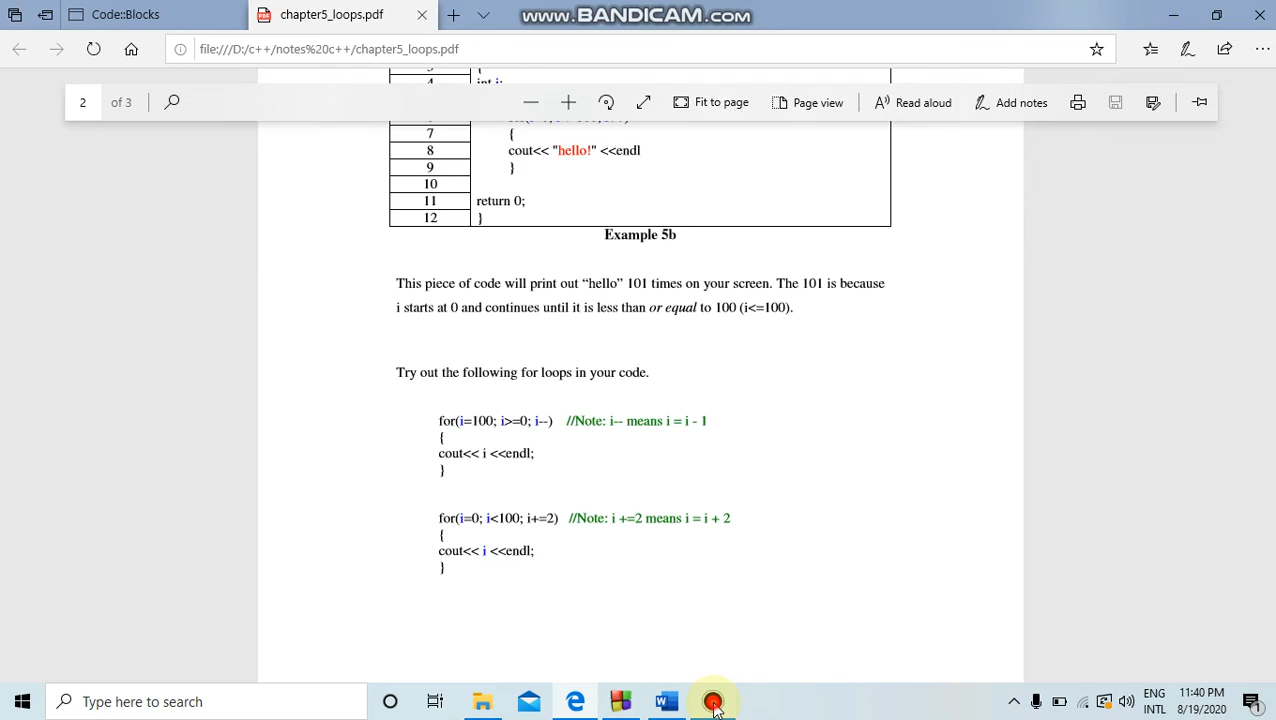 WWW.BANDICAM.COM
chapter5_loops.pdf
file:///D:/c++/notes%20c++/chapter5_loops.pdf
4 int i;
2 of 3 Fit to page Page view Read aloud Add notes
7 {
8 cout<< "hello!" <<endl
9 }
10
11 return 0;
12 }
Example 5b
This piece of code will print out “hello” 101 times on your screen. The 101 is because
i starts at 0 and continues until it is less than or equal to 100 (i<=100).
Try out the following for loops in your code.
for(i=100; i>=0; i--) //Note: i-- means i = i - 1
{
cout<< i <<endl;
}
for(i=0; i<100; i+=2) //Note: i +=2 means i = i + 2
{
cout<< i <<endl;
}
Type here to search
ENG
INTL
11:40 PM
8/19/2020